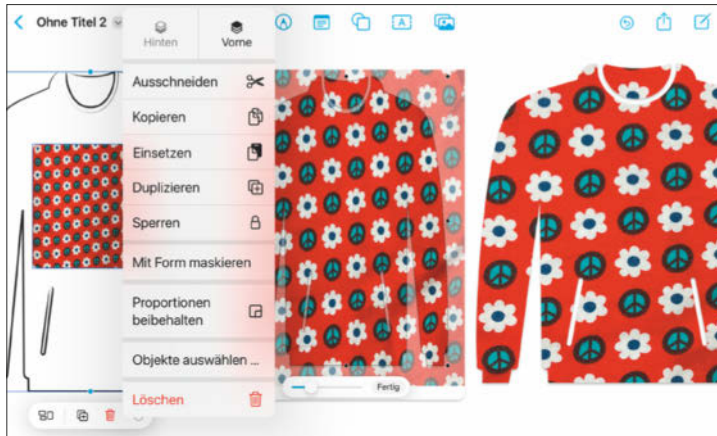 Ohne Titel 2
Hinten
Vorne
Ausschneiden
Kopieren
Einsetzen
Duplizieren
Sperren
Mit Form maskieren
Proportionen
beibehalten
Objekte auswählen ...
Löschen
Fertig